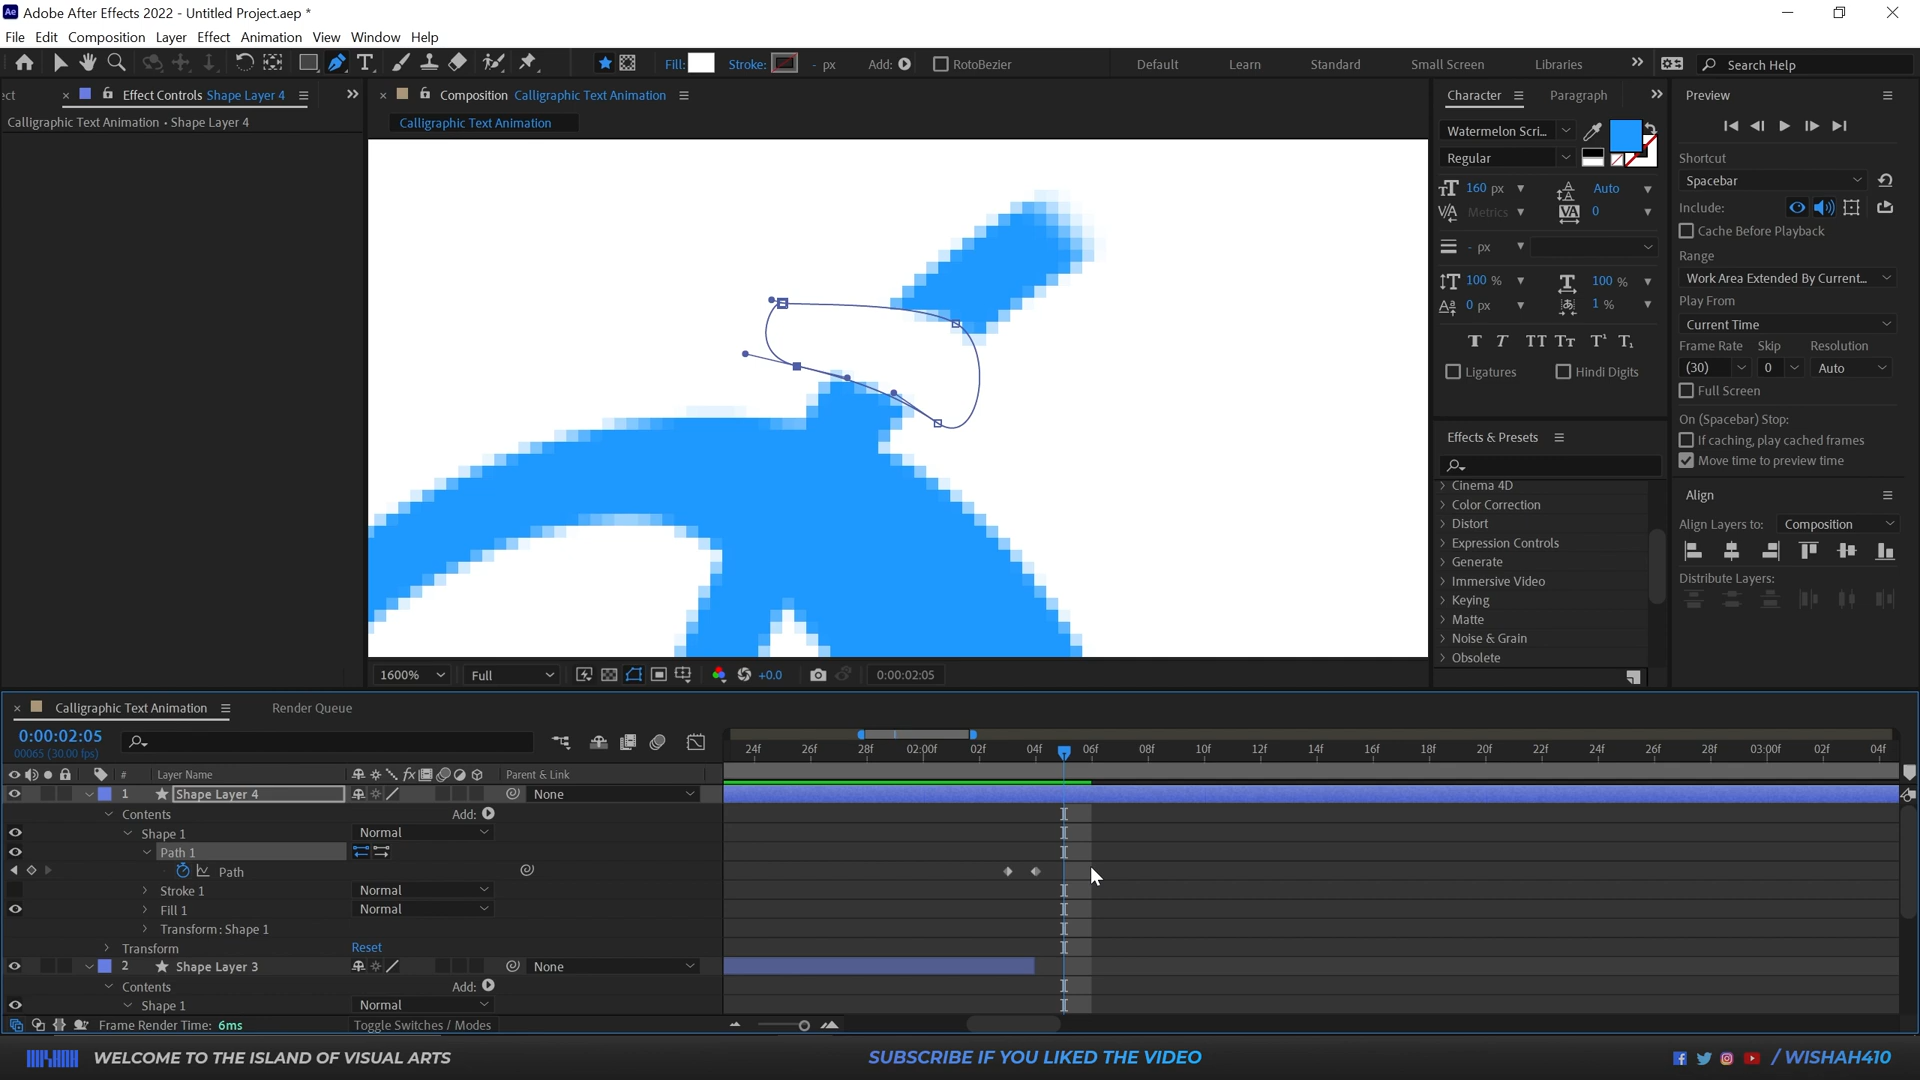 Adobe After Effects 2022 - Untitled Project.aep *
File Edit Composition Layer Effect Animation View Window Help
Fill: Stroke: - px Add: RotoBezier Default Learn Standard Small Screen Libraries Search Help
ect Effect Controls Shape Layer 4
Calligraphic Text Animation • Shape Layer 4
Composition Calligraphic Text Animation
Calligraphic Text Animation
1600% Full +0.0 0:00:02:05
Character Paragraph
Watermelon Scri...
Regular
160 px Auto
Metrics 0
- px
100 % 100 %
0 px 1 %
Ligatures Hindi Digits
Effects & Presets
Cinema 4D
Color Correction
Distort
Expression Controls
Generate
Immersive Video
Keying
Matte
Noise & Grain
Obsolete
Preview
Shortcut
Spacebar
Include:
Cache Before Playback
Range
Work Area Extended By Current...
Play From
Current Time
Frame Rate Skip Resolution
(30) 0 Auto
Full Screen
On (Spacebar) Stop:
If caching, play cached frames
Move time to preview time
Align
Align Layers to: Composition
Distribute Layers:
Calligraphic Text Animation Render Queue
0:00:02:05
00065 (30.00 fps)
24f 26f 28f 02:00f 02f 04f 06f 08f 10f 12f 14f 16f 18f 20f 22f 24f 26f 28f 03:00f 02f 04f
# Layer Name Parent & Link
1 Shape Layer 4 None
Contents Add:
Shape 1 Normal
Path 1
Path
Stroke 1 Normal
Fill 1 Normal
Transform: Shape 1
Transform Reset
2 Shape Layer 3 None
Contents Add:
Shape 1 Normal
Frame Render Time: 6ms Toggle Switches / Modes
WELCOME TO THE ISLAND OF VISUAL ARTS
SUBSCRIBE IF YOU LIKED THE VIDEO
/ WISHAH410